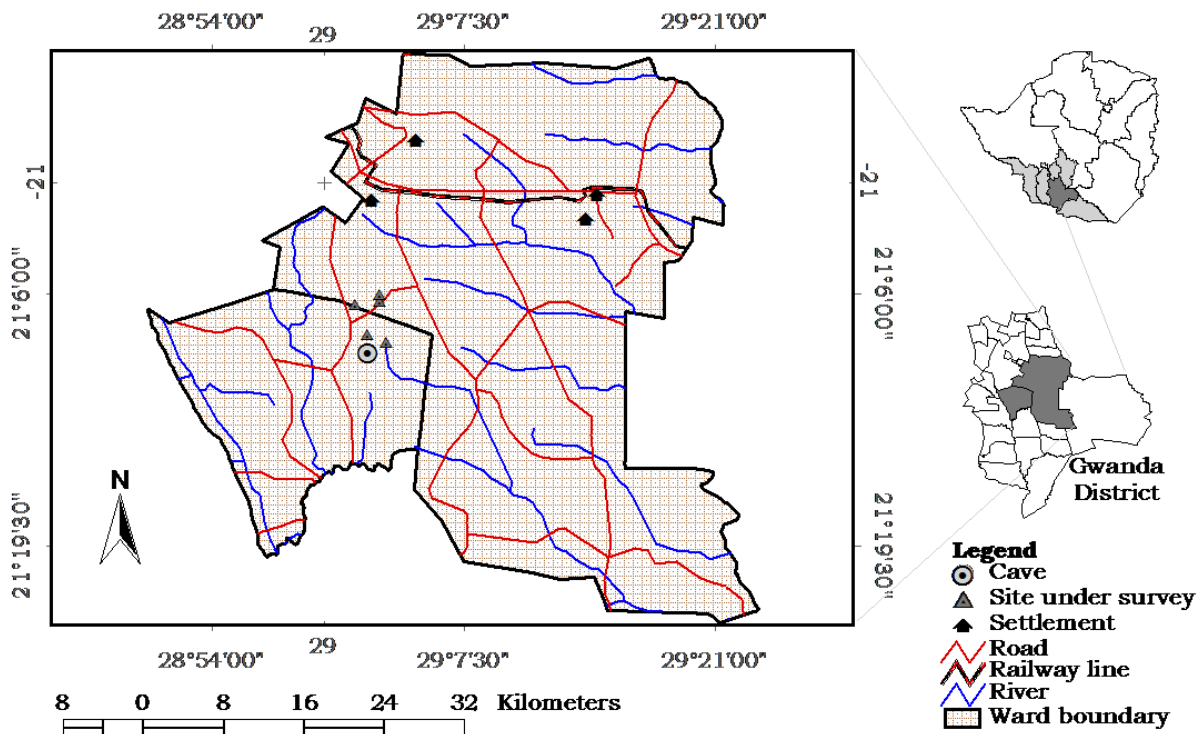 28°54'00" 29°7'30" 29°21'00"
29
-21 -21
21°6'00" 21°6'00"
21°19'30" 21°19'30"
N
29
28°54'00" 29°7'30" 29°21'00"
8 0 8 16 24 32 Kilometers
Gwanda
District
Legend
Cave
Site under survey
Settlement
Road
Railway line
River
Ward boundary